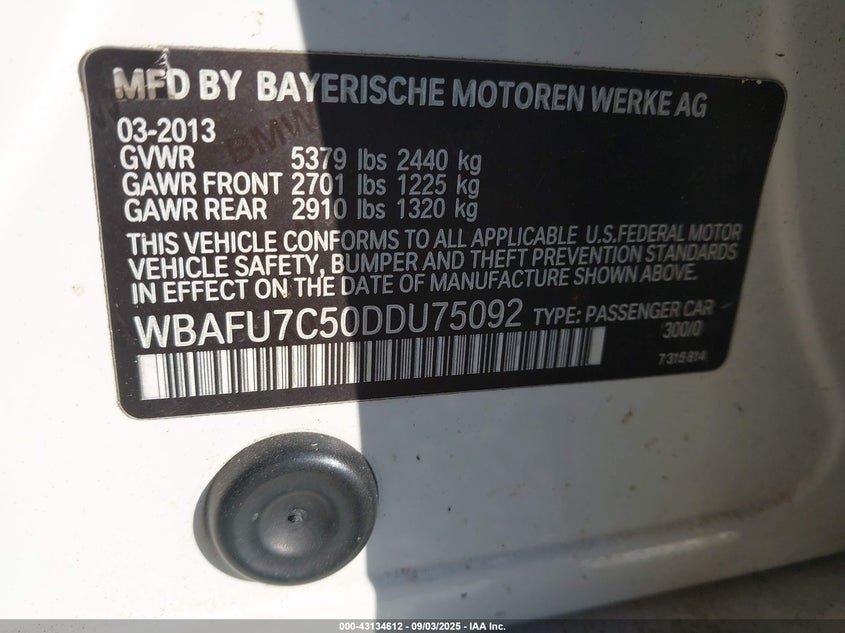 MFD BY BAYERISCHE MOTOREN WERKE AG
03-2013
GVWR 5379 lbs 2440 kg
GAWR FRONT 2701 lbs 1225 kg
GAWR REAR 2910 lbs 1320 kg
THIS VEHICLE CONFORMS TO ALL APPLICABLE U.S.FEDERAL MOTOR
VEHICLE SAFETY, BUMPER AND THEFT PREVENTION STANDARDS
IN EFFECT ON THE DATE OF MANUFACTURE SHOWN ABOVE.
WBAFU7C50DDU75092 TYPE: PASSENGER CAR
300/0
7315814
BMW
000-43134612 - 09/03/2025 - IAA Inc.